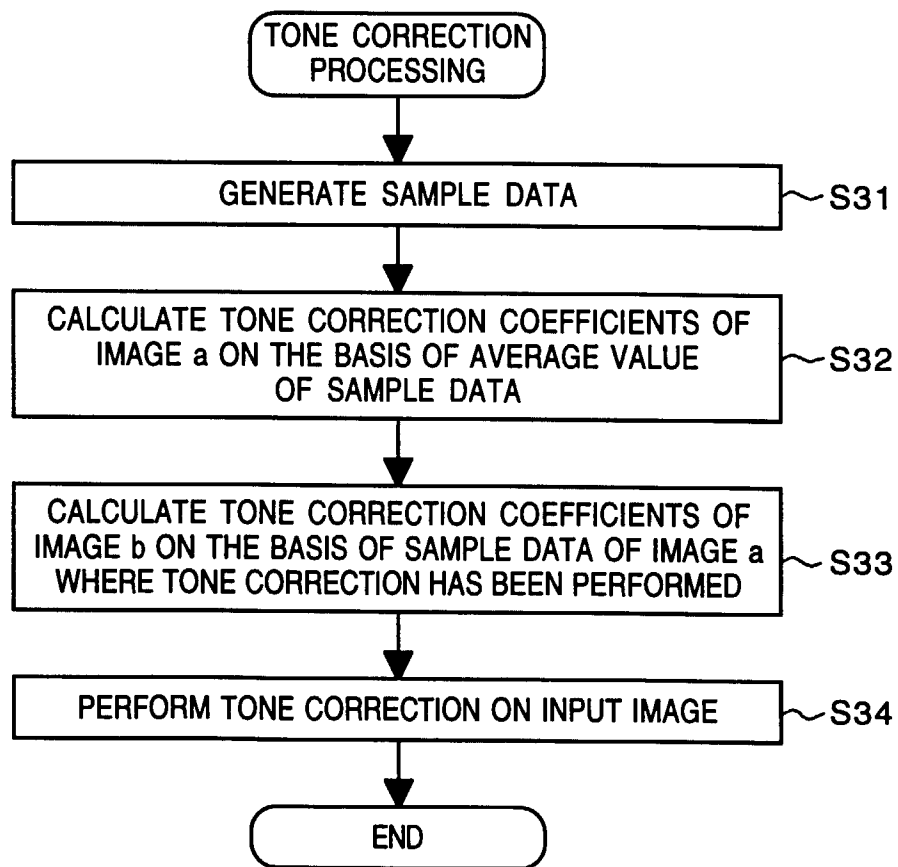 TONE CORRECTION
PROCESSING
GENERATE SAMPLE DATA
S31
CALCULATE TONE CORRECTION COEFFICIENTS OF
IMAGE a ON THE BASIS OF AVERAGE VALUE
OF SAMPLE DATA
S32
CALCULATE TONE CORRECTION COEFFICIENTS OF
IMAGE b ON THE BASIS OF SAMPLE DATA OF IMAGE a
WHERE TONE CORRECTION HAS BEEN PERFORMED
S33
PERFORM TONE CORRECTION ON INPUT IMAGE
S34
END